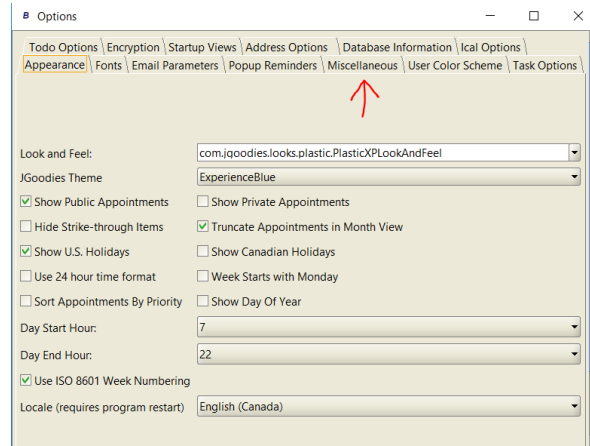 B Options
Todo Options Encryption Startup Views Address Options Database Information Ical Options
Appearance Fonts Email Parameters Popup Reminders Miscellaneous User Color Scheme Task Options
Look and Feel: com.jgoodies.looks.plastic.PlasticXPLookAndFeel
JGoodies Theme ExperienceBlue
Show Public Appointments Show Private Appointments
Hide Strike-through Items Truncate Appointments in Month View
Show U.S. Holidays Show Canadian Holidays
Use 24 hour time format Week Starts with Monday
Sort Appointments By Priority Show Day Of Year
Day Start Hour: 7
Day End Hour: 22
Use ISO 8601 Week Numbering
Locale (requires program restart) English (Canada)